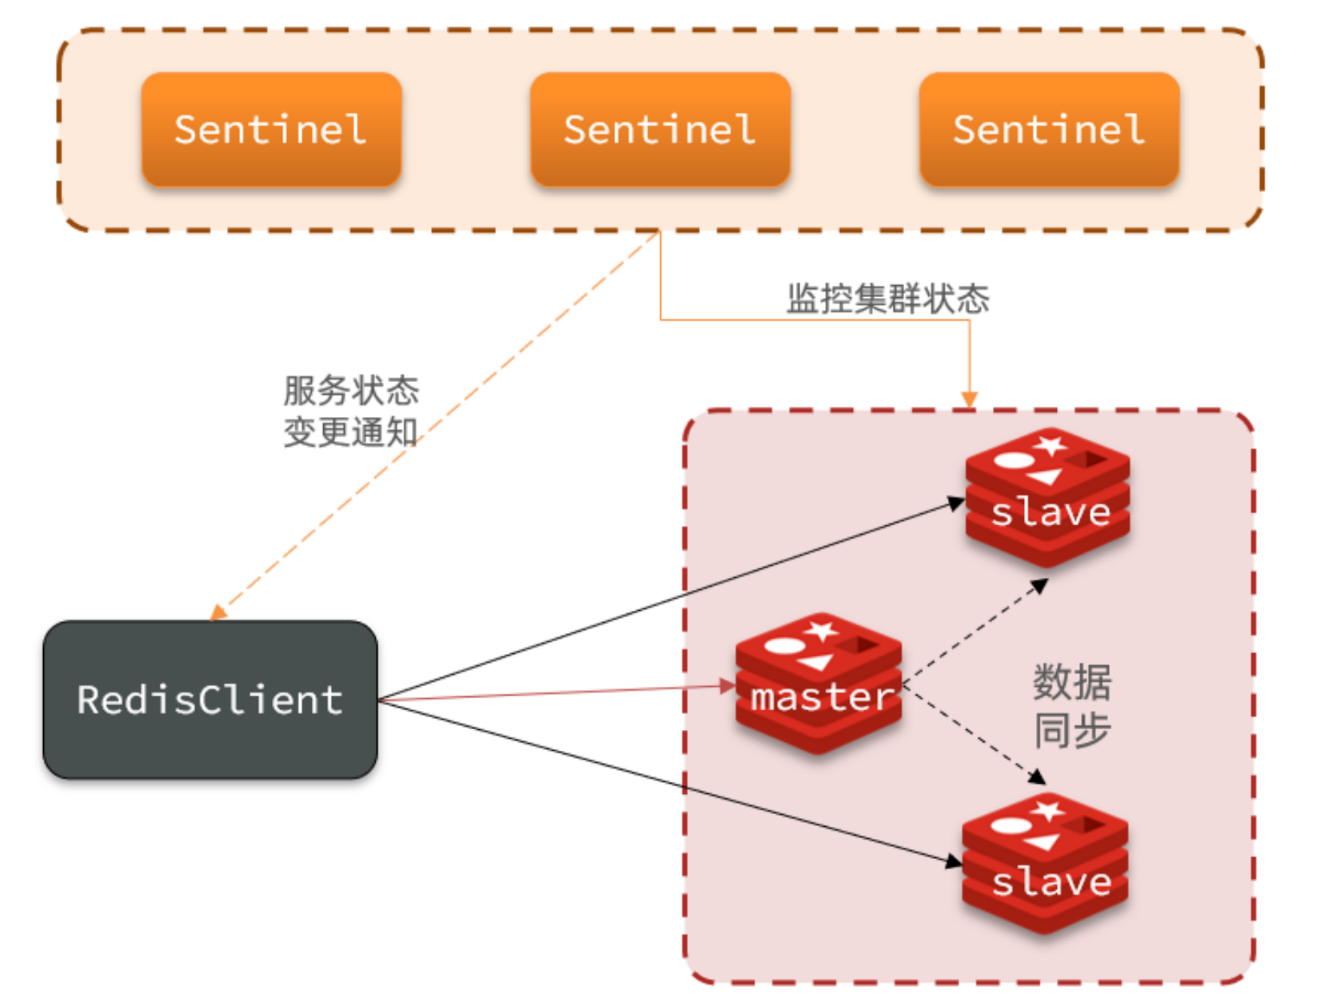 Sentinel
Sentinel
Sentinel
监控集群状态
服务状态
变更通知
slave
RedisClient
master
数据
同步
slave